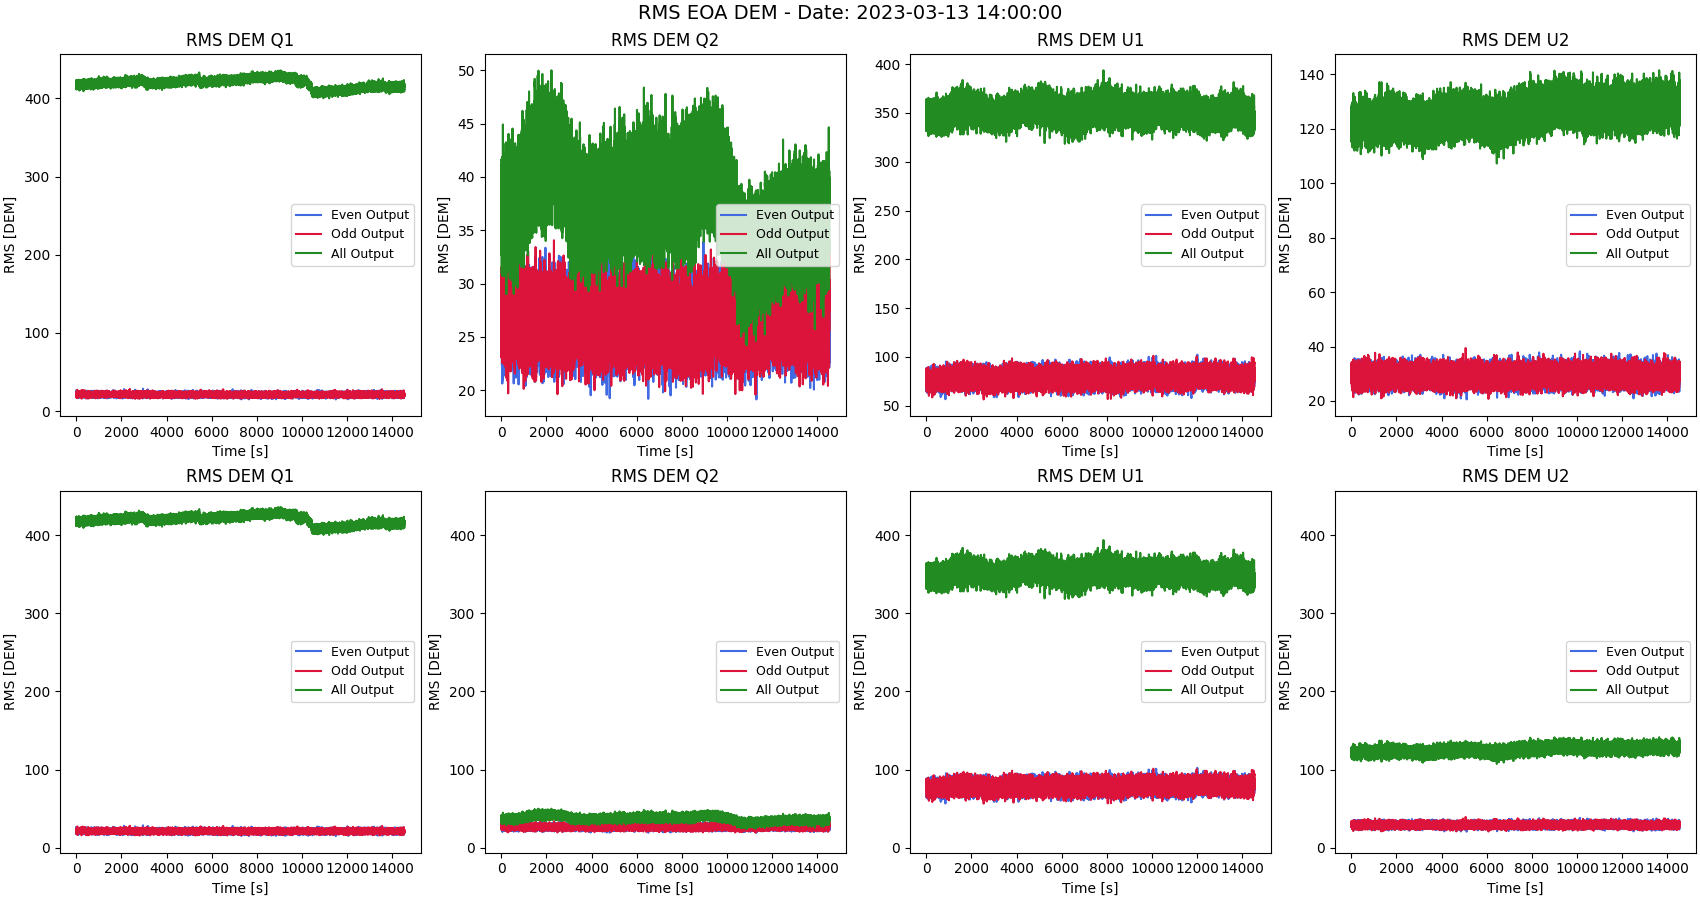 RMS EOA DEM - Date: 2023-03-13 14:00:00
RMS DEM Q1
RMS [DEM]
400
300
200
100
0
Even Output
Odd Output
All Output
0 2000 4000 6000 8000 10000 12000 14000
Time [s]
RMS DEM Q2
RMS [DEM]
50
45
40
35
30
25
20
Even Output
Odd Output
All Output
0 2000 4000 6000 8000 10000 12000 14000
Time [s]
RMS DEM U1
RMS [DEM]
400
350
300
250
200
150
100
50
Even Output
Odd Output
All Output
0 2000 4000 6000 8000 10000 12000 14000
Time [s]
RMS DEM U2
RMS [DEM]
140
120
100
80
60
40
20
Even Output
Odd Output
All Output
0 2000 4000 6000 8000 10000 12000 14000
Time [s]
RMS DEM Q1
RMS [DEM]
400
300
200
100
0
Even Output
Odd Output
All Output
0 2000 4000 6000 8000 10000 12000 14000
Time [s]
RMS DEM Q2
RMS [DEM]
400
300
200
100
0
Even Output
Odd Output
All Output
0 2000 4000 6000 8000 10000 12000 14000
Time [s]
RMS DEM U1
RMS [DEM]
400
300
200
100
0
Even Output
Odd Output
All Output
0 2000 4000 6000 8000 10000 12000 14000
Time [s]
RMS DEM U2
RMS [DEM]
400
300
200
100
0
Even Output
Odd Output
All Output
0 2000 4000 6000 8000 10000 12000 14000
Time [s]